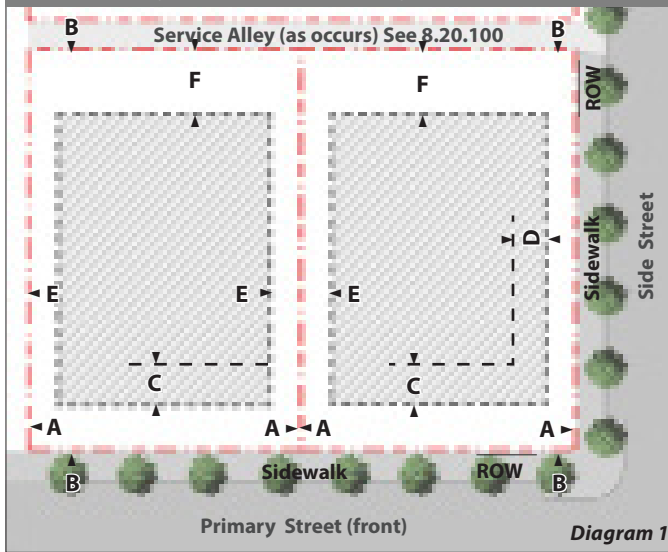 B
B
Service Alley (as occurs) See 8.20.100
F
F
ROW
D
Sidewalk
Side Street
E
E
E
C
C
A
A
A
A
B
Sidewalk
ROW
B
Primary Street (front)
Diagram 1